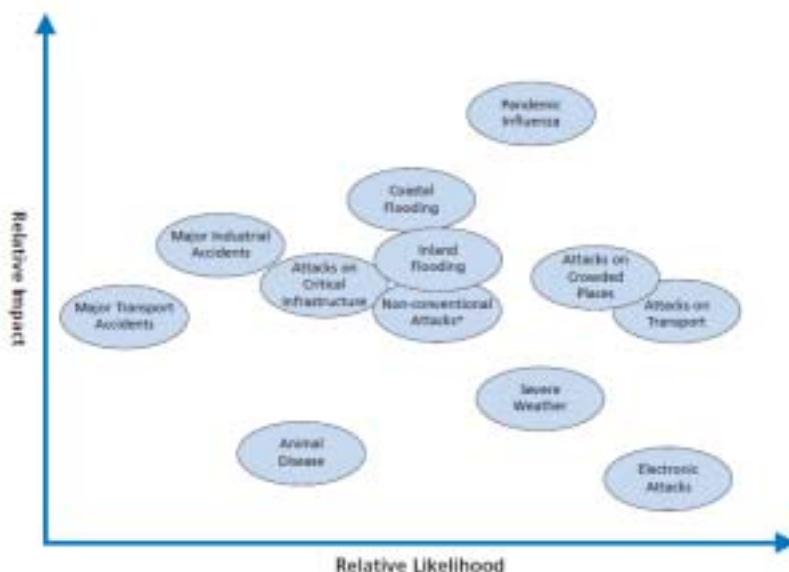 Pandemic
Influenza
Coastal
Flooding
Major Industrial
Accidents
Inland
Flooding
Attacks on
Critical
Infrastructure
Attacks on
Crowded
Places
Major Transport
Accidents
Non-conventional
Attacks*
Attacks on
Transport
Severe
Weather
Animal
Disease
Electronic
Attacks
Relative Impact
Relative Likelihood